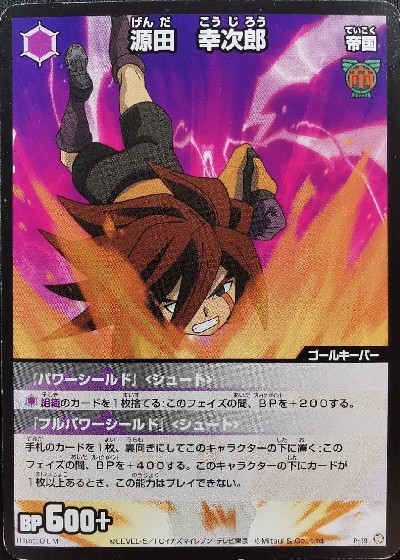 げんだ こうじろう ていこく
源田 幸次郎 帝国
ゴールキーパー
「パワーシールド」<シュート>
組織のカードを1枚捨てる:このフェイズの間、BPを+200する。
「フルパワーシールド」<シュート>
手札のカードを1枚、裏向きにしてこのキャラクターの下に置く:この
フェイズの間、BPを+400する。このキャラクターの下にカードが
1枚以上あるとき、この能力はプレイできない。
BP600+
©LEVEL-5/FCイナズマイレブン・テレビ東京 ©Mitsui & Co., Ltd.